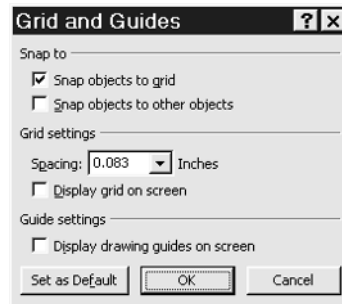 Grid and Guides ? ×
Snap to
Snap objects to grid
Snap objects to other objects
Grid settings
Spacing: 0.083 Inches
Display grid on screen
Guide settings
Display drawing guides on screen
Set as Default OK Cancel